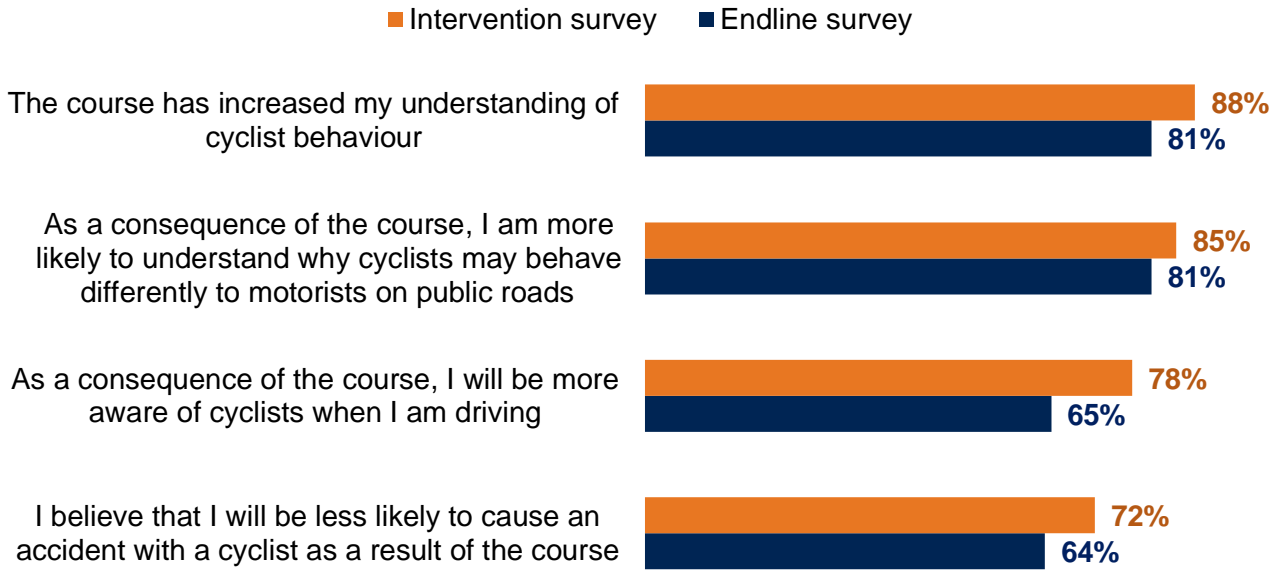 Intervention survey Endline survey
The course has increased my understanding of
cyclist behaviour
88%
81%
As a consequence of the course, I am more
likely to understand why cyclists may behave
differently to motorists on public roads
85%
81%
As a consequence of the course, I will be more
aware of cyclists when I am driving
78%
65%
I believe that I will be less likely to cause an
accident with a cyclist as a result of the course
72%
64%